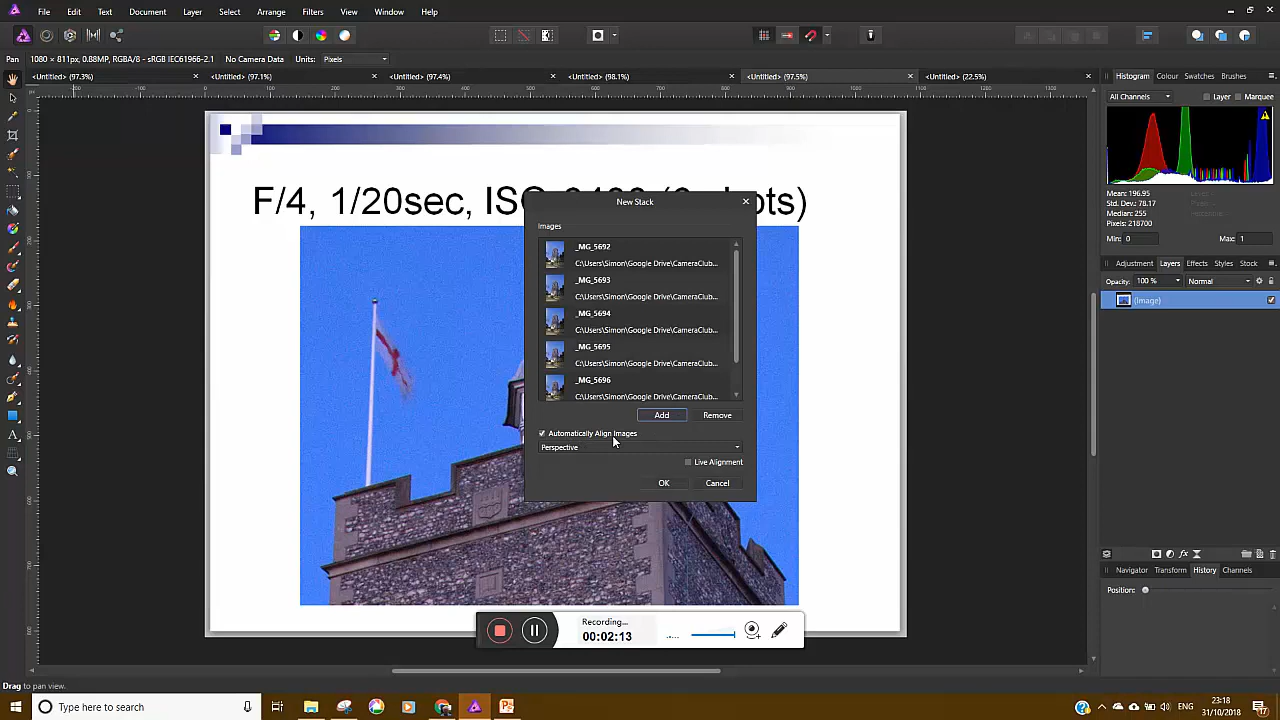 File Edit Text Document Layer Select Arrange Filters View Window Help
Pan 1080 × 811px, 0.88MP, RGBA/8 - sRGB IEC61966-2.1 No Camera Data Units: Pixels
<Untitled> (97.3%) <Untitled> (97.1%) <Untitled> (97.4%) <Untitled> (98.1%) <Untitled> (97.5%) <Untitled> (22.5%)
Histogram Colour Swatches Brushes
All Channels Layer Marquee
Mean: 196.95
Std. Dev.: 78.17
Median: 255
Pixels: 218700
Min: 0 Max: 1
Adjustment Layers Effects Styles Stock
Opacity: 100 % Normal
(Image)
Navigator Transform History Channels
Position:
F/4, 1/20sec, ISO
New Stack
Images
_MG_5692
C:\Users\Simon\Google Drive\CameraClub...
_MG_5693
C:\Users\Simon\Google Drive\CameraClub...
_MG_5694
C:\Users\Simon\Google Drive\CameraClub...
_MG_5695
C:\Users\Simon\Google Drive\CameraClub...
_MG_5696
C:\Users\Simon\Google Drive\CameraClub...
Add Remove
Automatically Align Images
Perspective
Live Alignment
OK Cancel
Recording...
00:02:13
Drag to pan view.
Type here to search
ENG
23:18
31/10/2018